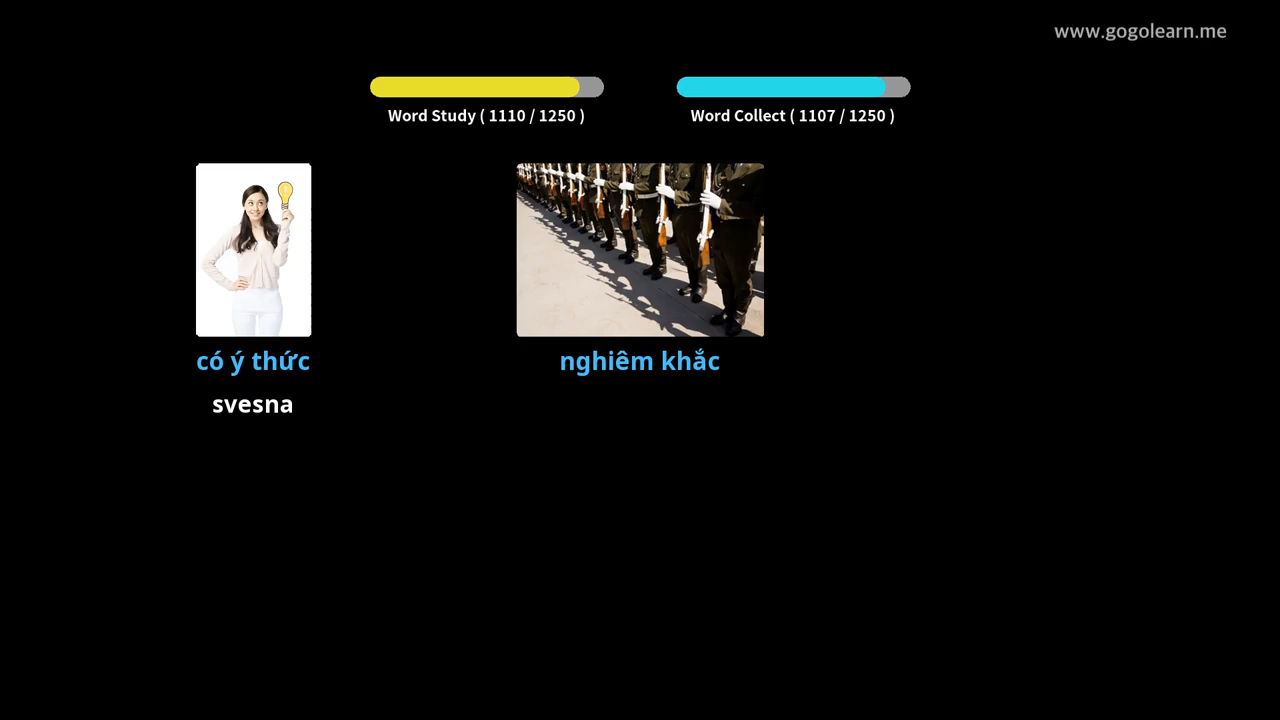 www.gogolearn.me
Word Study ( 1110 / 1250 )
Word Collect ( 1107 / 1250 )
có ý thức
nghiêm khắc
svesna